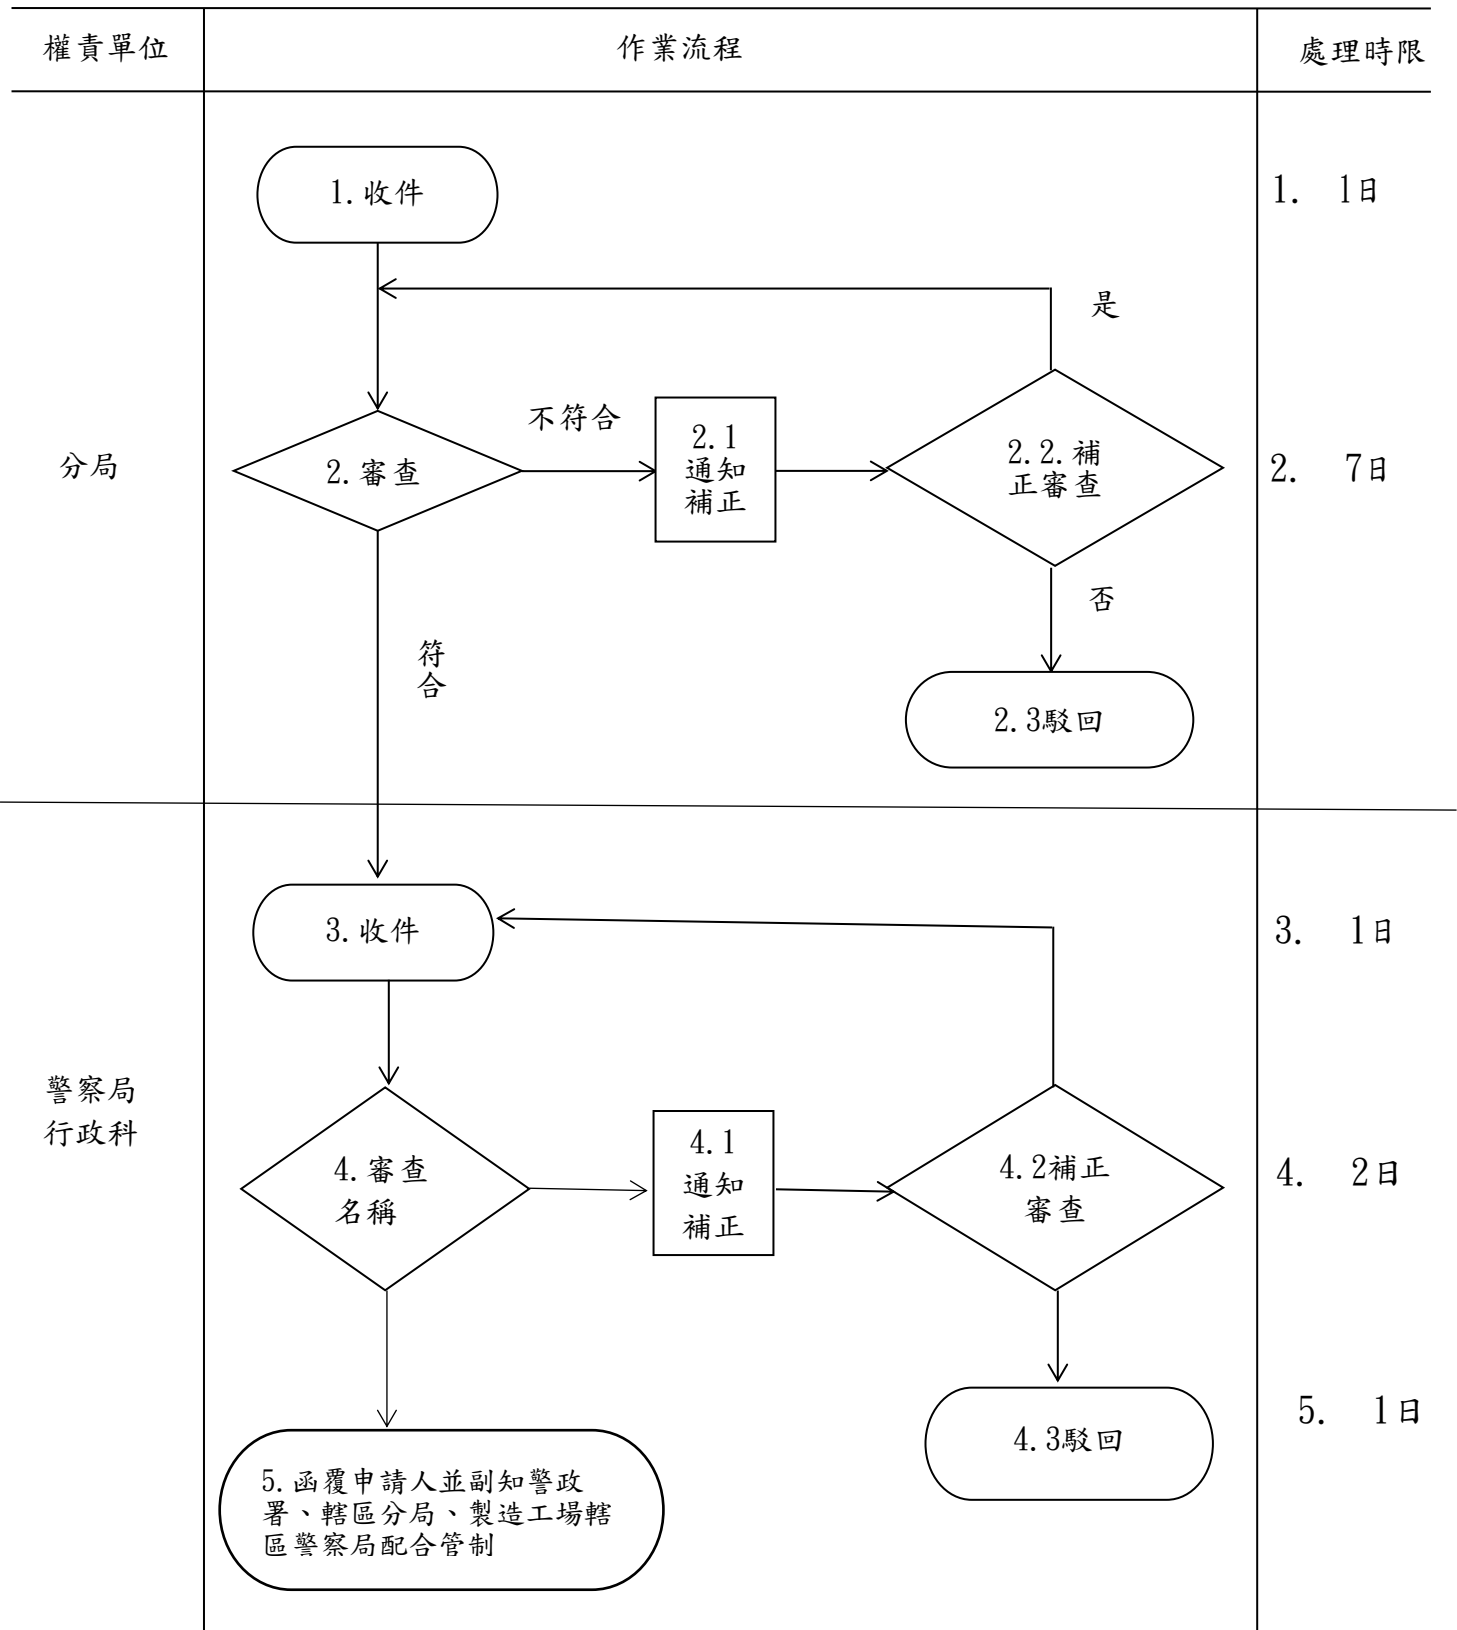 權責單位
作業流程
處理時限
1.收件
1. 1日
是
分局
2.審查
不符合
2.1
通知
補正
2.2.補
正審查
2. 7日
否
符
合
2.3駁回
3.收件
3. 1日
警察局
行政科
4.審查
名稱
4.1
通知
補正
4.2補正
審查
4. 2日
4.3駁回
5. 1日
5.函覆申請人並副知警政
署、轄區分局、製造工場轄
區警察局配合管制